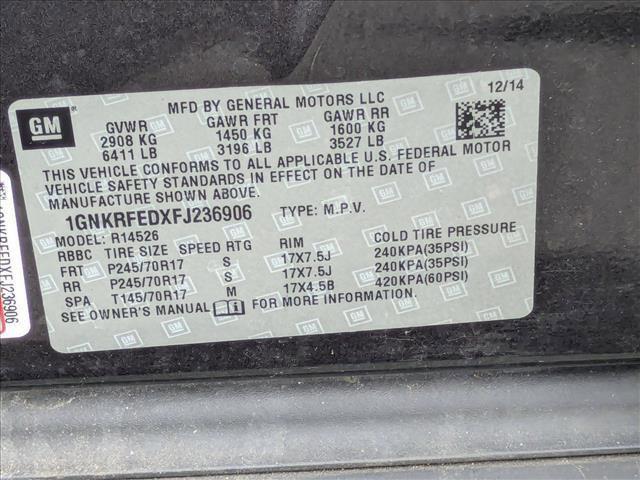 MFD BY GENERAL MOTORS LLC 12/14
GM
GVWR GAWR FRT GAWR RR
2908 KG 1450 KG 1600 KG
6411 LB 3196 LB 3527 LB
THIS VEHICLE CONFORMS TO ALL APPLICABLE U.S. FEDERAL MOTOR
VEHICLE SAFETY STANDARDS IN EFFECT ON THE DATE OF
MANUFACTURE SHOWN ABOVE.
1GNKRFEDXFJ236906 TYPE: M.P.V.
MODEL: R14526
RBBC TIRE SIZE SPEED RTG RIM COLD TIRE PRESSURE
FRT P245/70R17 S 17X7.5J 240KPA(35PSI)
RR P245/70R17 S 17X7.5J 240KPA(35PSI)
SPA T145/70R17 M 17X4.5B 420KPA(60PSI)
SEE OWNER'S MANUAL FOR MORE INFORMATION.
1GNKRFEDXFJ236906